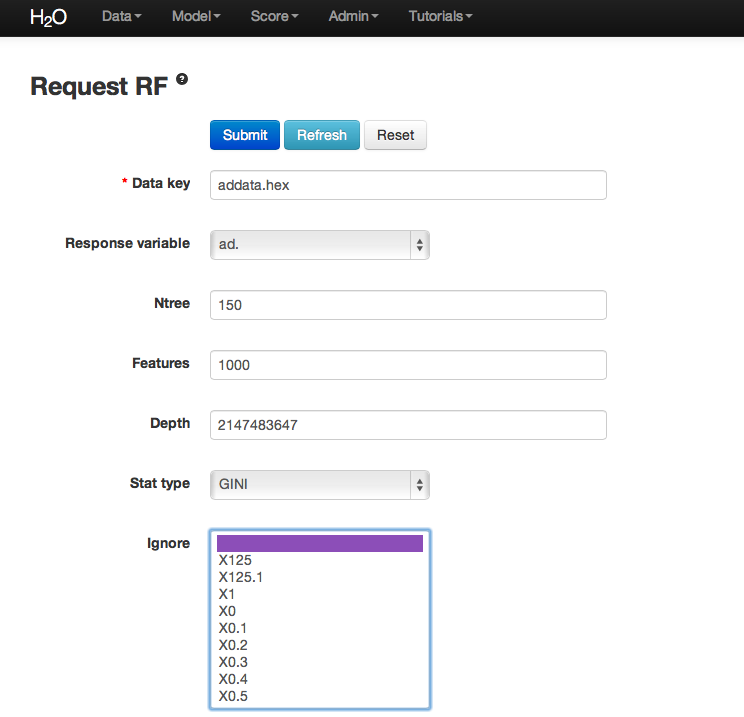 H2O Data Model Score Admin Tutorials
Request RF ?
Submit Refresh Reset
* Data key addata.hex
Response variable ad.
Ntree 150
Features 1000
Depth 2147483647
Stat type GINI
Ignore
X125
X125.1
X1
X0
X0.1
X0.2
X0.3
X0.4
X0.5